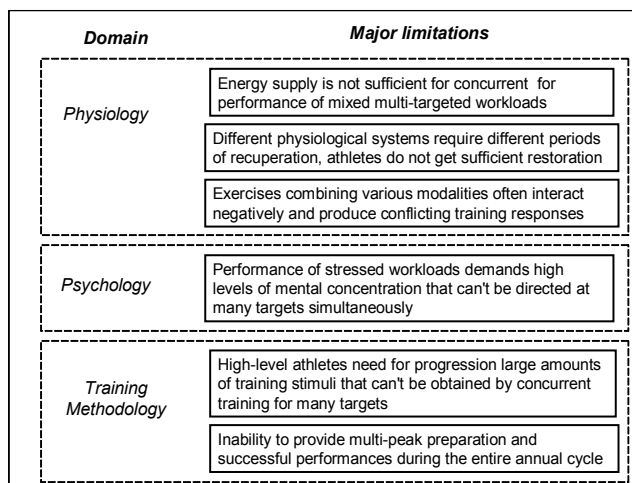 Domain
Major limitations
Physiology
Energy supply is not sufficient for concurrent for
performance of mixed multi-targeted workloads
Different physiological systems require different periods
of recuperation, athletes do not get sufficient restoration
Exercises combining various modalities often interact
negatively and produce conflicting training responses
Psychology
Performance of stressed workloads demands high
levels of mental concentration that can't be directed at
many targets simultaneously
Training
Methodology
High-level athletes need for progression large amounts
of training stimuli that can't be obtained by concurrent
training for many targets
Inability to provide multi-peak preparation and
successful performances during the entire annual cycle